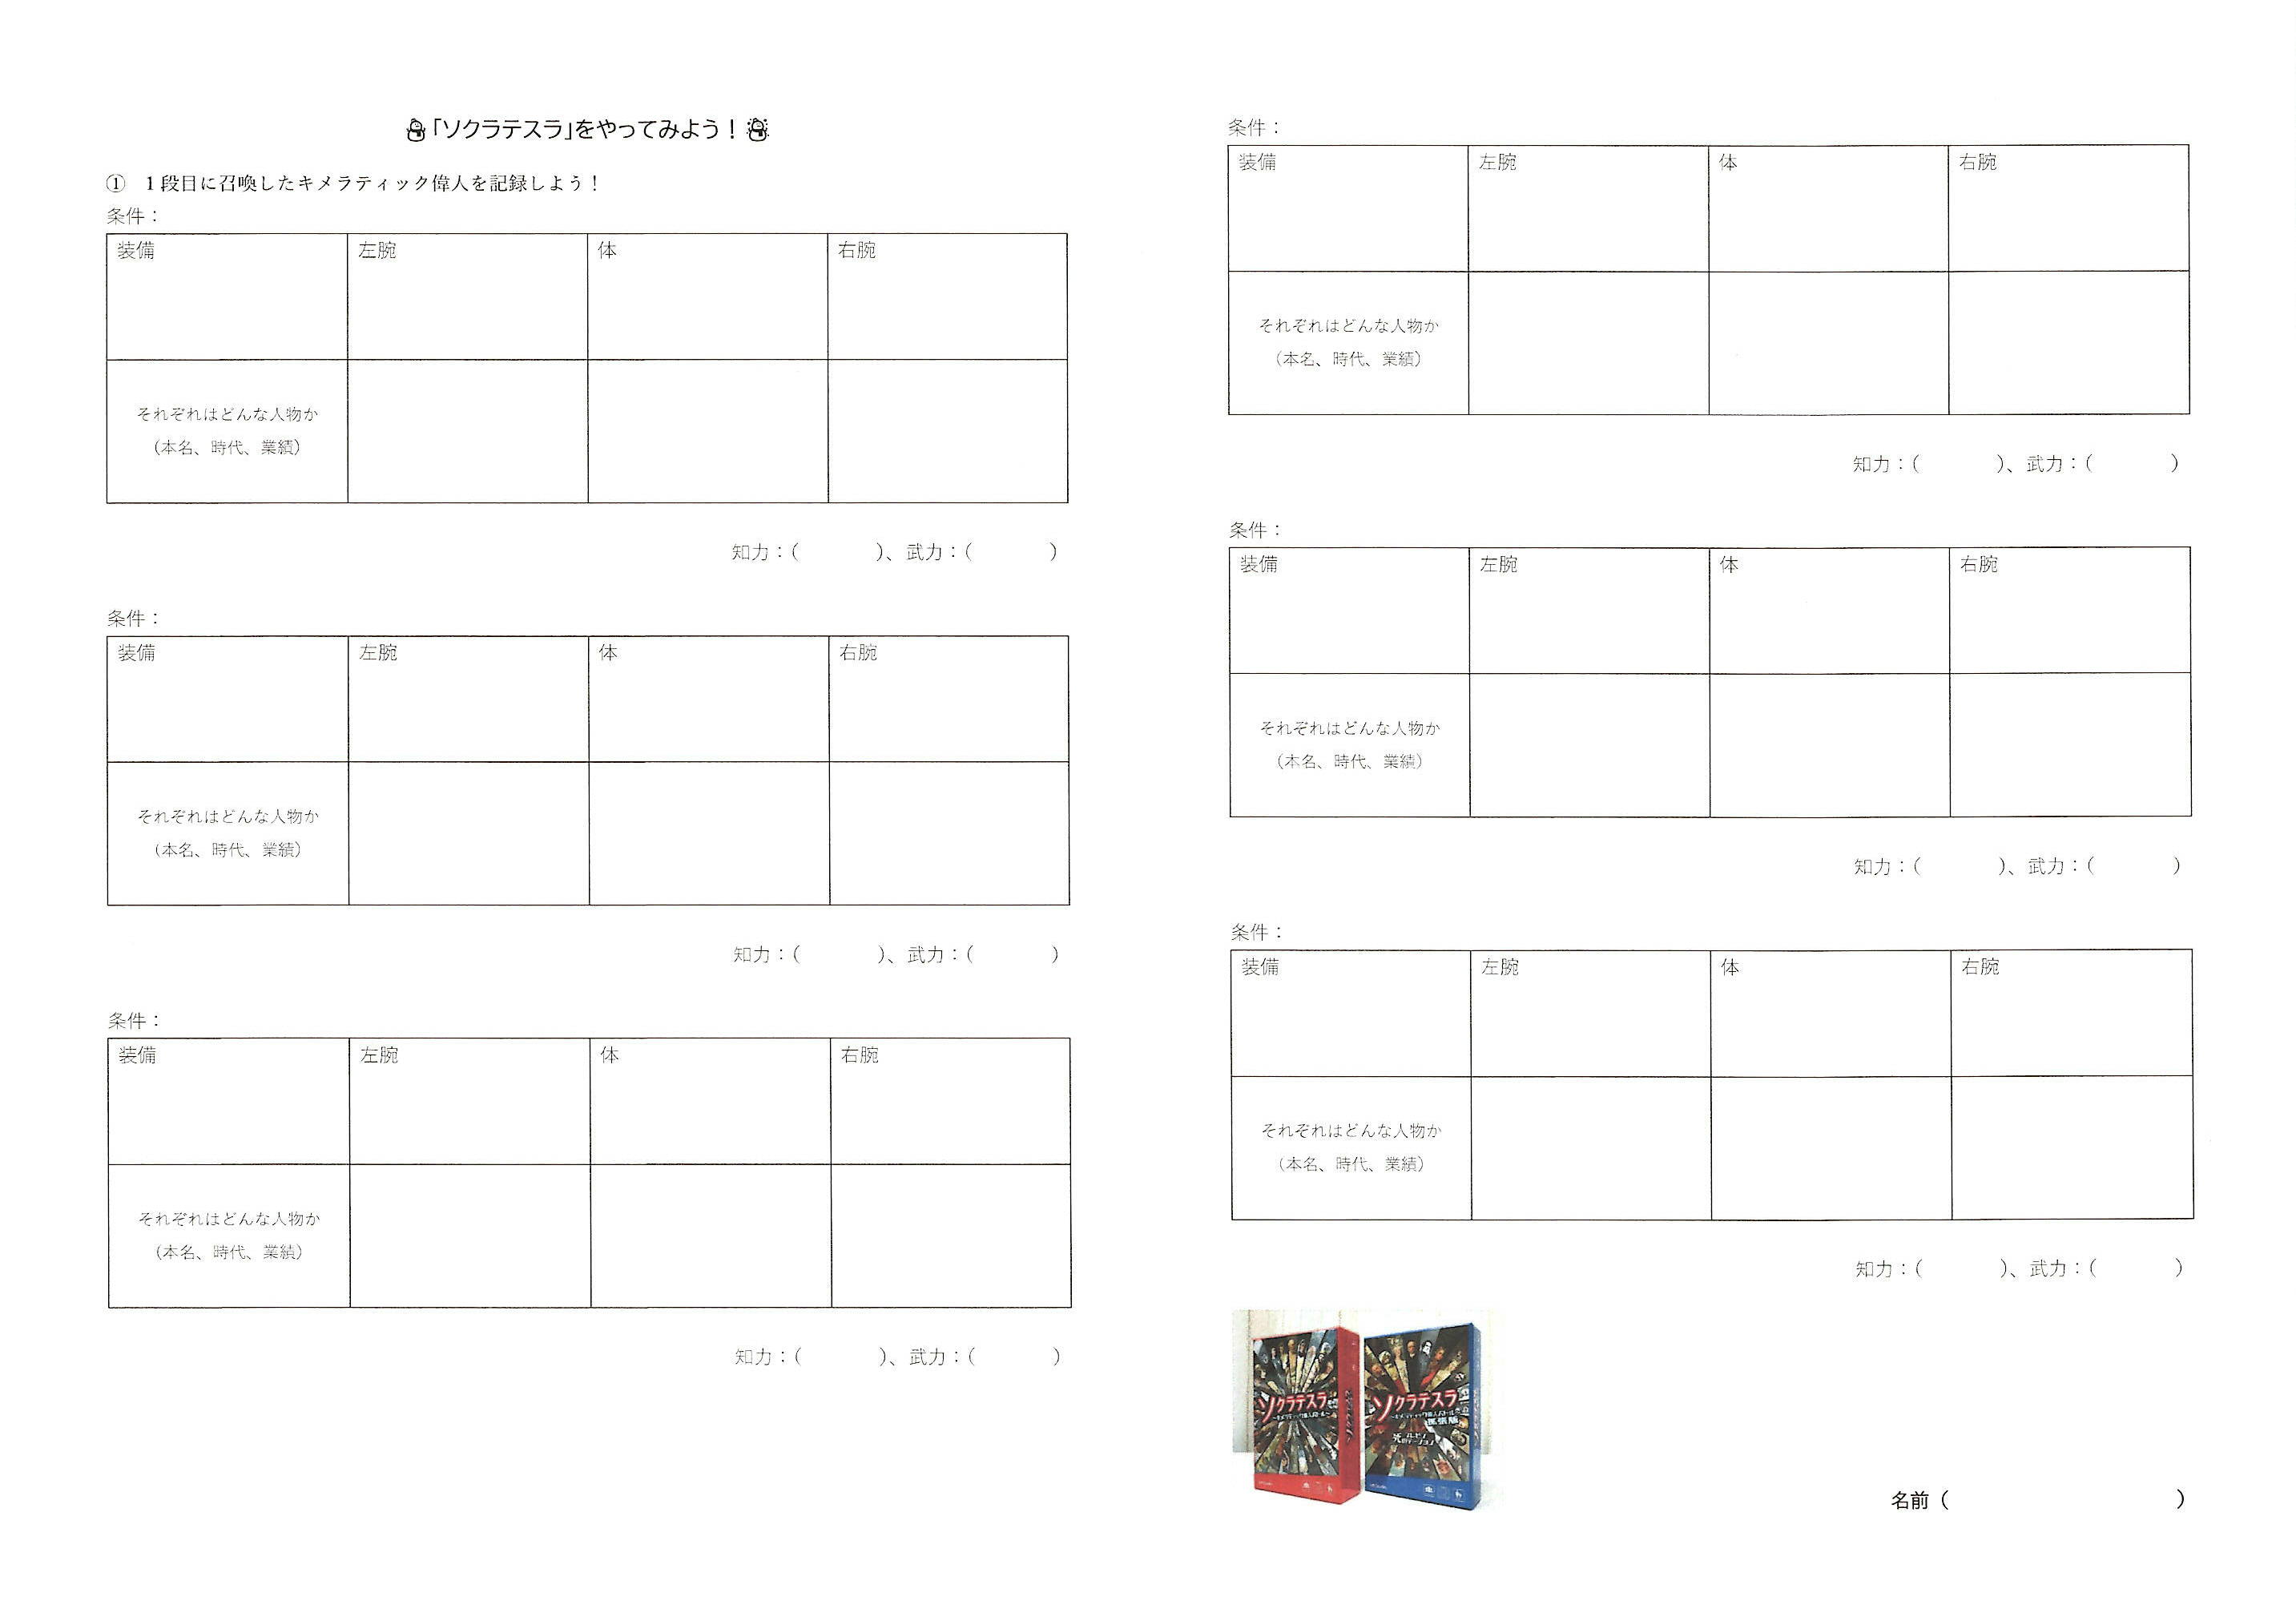 「ソクラテスラ」をやってみよう！
① 1段目に召喚したキメラティック偉人を記録しよう！
条件：
装備 左腕 体 右腕
それぞれはどんな人物か
（本名、時代、業績）
知力：（ ）、武力：（ ）
条件：
装備 左腕 体 右腕
それぞれはどんな人物か
（本名、時代、業績）
知力：（ ）、武力：（ ）
条件：
装備 左腕 体 右腕
それぞれはどんな人物か
（本名、時代、業績）
知力：（ ）、武力：（ ）
条件：
装備 左腕 体 右腕
それぞれはどんな人物か
（本名、時代、業績）
知力：（ ）、武力：（ ）
条件：
装備 左腕 体 右腕
それぞれはどんな人物か
（本名、時代、業績）
知力：（ ）、武力：（ ）
条件：
装備 左腕 体 右腕
それぞれはどんな人物か
（本名、時代、業績）
知力：（ ）、武力：（ ）
ソクラテスラ
ソクラテスラ
拡張版
名前（ ）